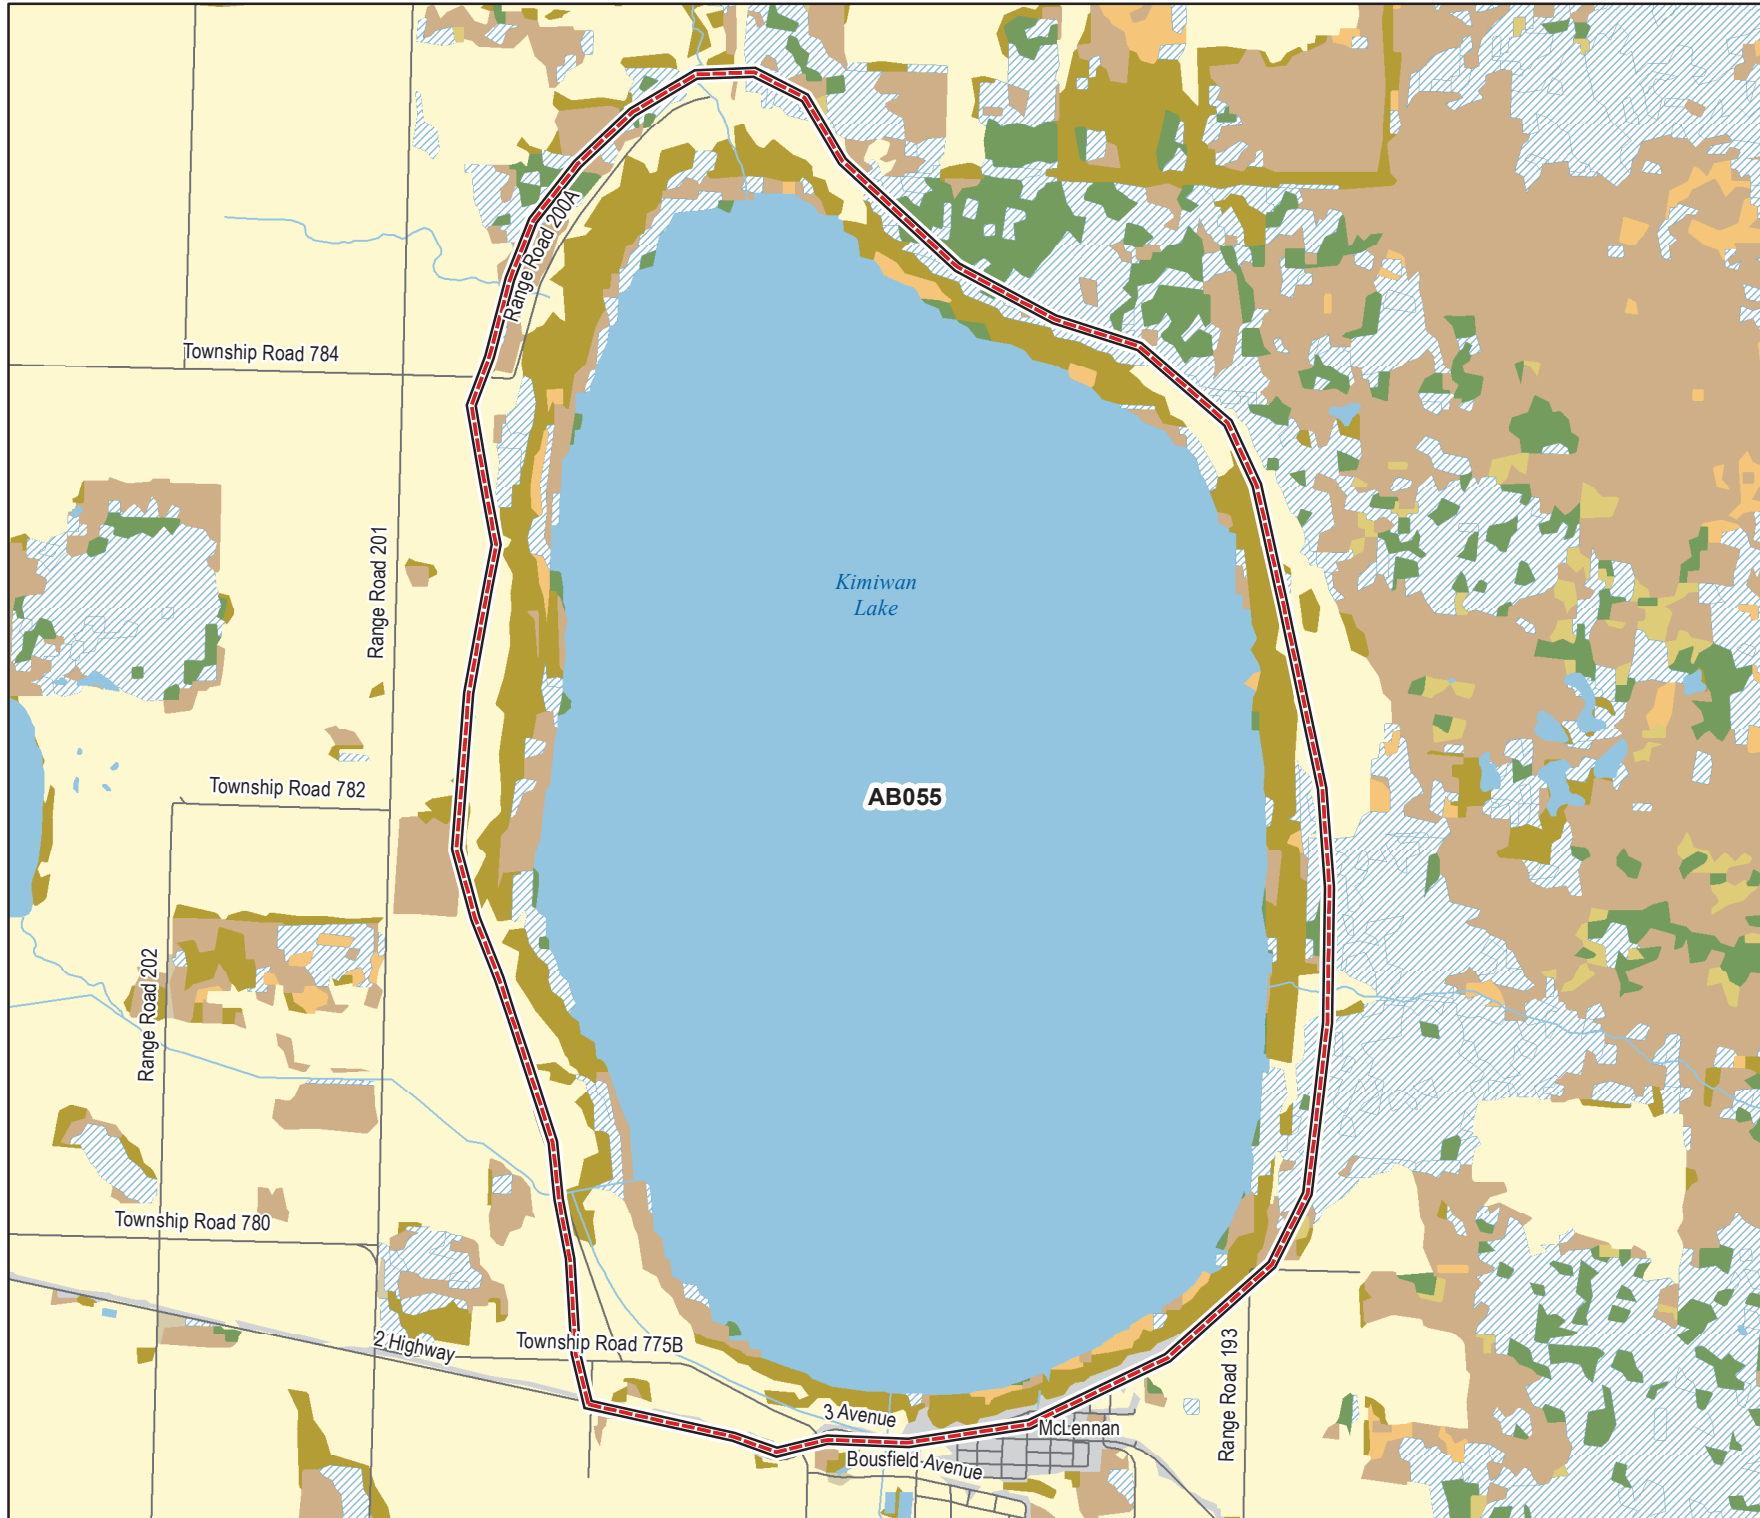 Range Road 200A
Township Road 784
Range Road 201
Kimiwan
Lake
Township Road 782
AB055
Range Road 202
Township Road 780
2 Highway
Township Road 775B
Range Road 193
3 Avenue
McLennan
Bousfield Avenue